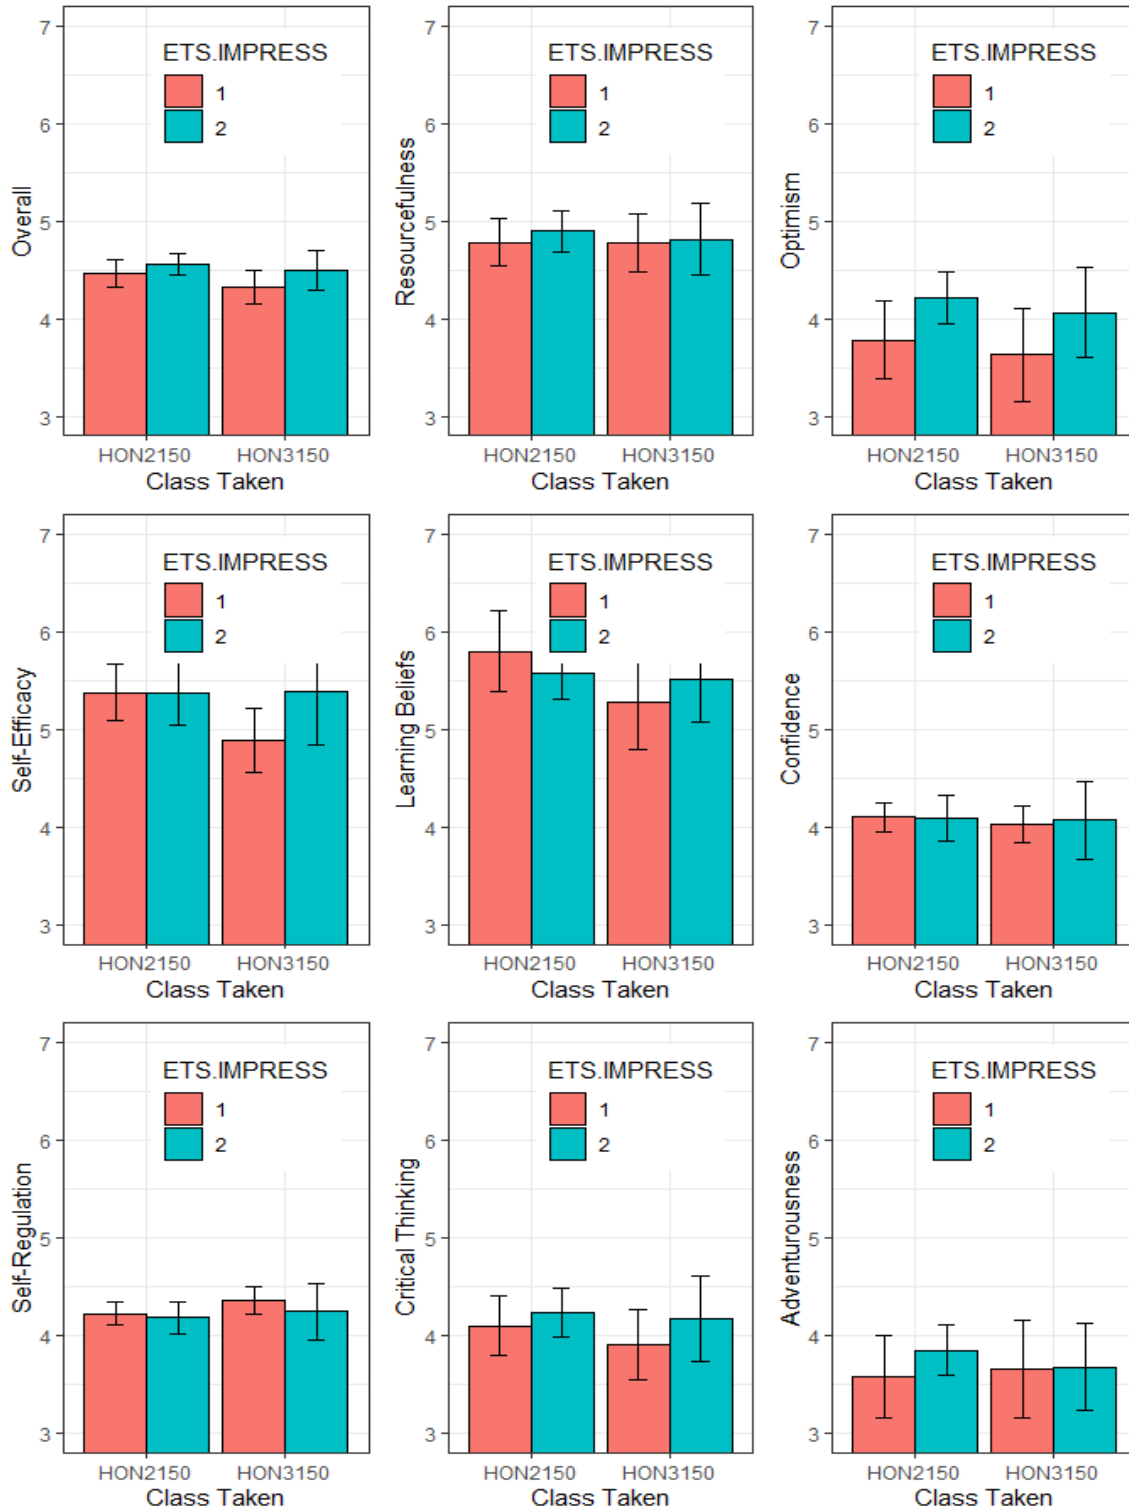 ETS.IMPRESS
1
2
7
6
5
4
3
Overall
HON2150 HON3150
Class Taken
ETS.IMPRESS
1
2
7
6
5
4
3
Resourcefulness
HON2150 HON3150
Class Taken
ETS.IMPRESS
1
2
7
6
5
4
3
Optimism
HON2150 HON3150
Class Taken
ETS.IMPRESS
1
2
7
6
5
4
3
Self-Efficacy
HON2150 HON3150
Class Taken
ETS.IMPRESS
1
2
7
6
5
4
3
Learning Beliefs
HON2150 HON3150
Class Taken
ETS.IMPRESS
1
2
7
6
5
4
3
Confidence
HON2150 HON3150
Class Taken
ETS.IMPRESS
1
2
7
6
5
4
3
Self-Regulation
HON2150 HON3150
Class Taken
ETS.IMPRESS
1
2
7
6
5
4
3
Critical Thinking
HON2150 HON3150
Class Taken
ETS.IMPRESS
1
2
7
6
5
4
3
Adventurousness
HON2150 HON3150
Class Taken